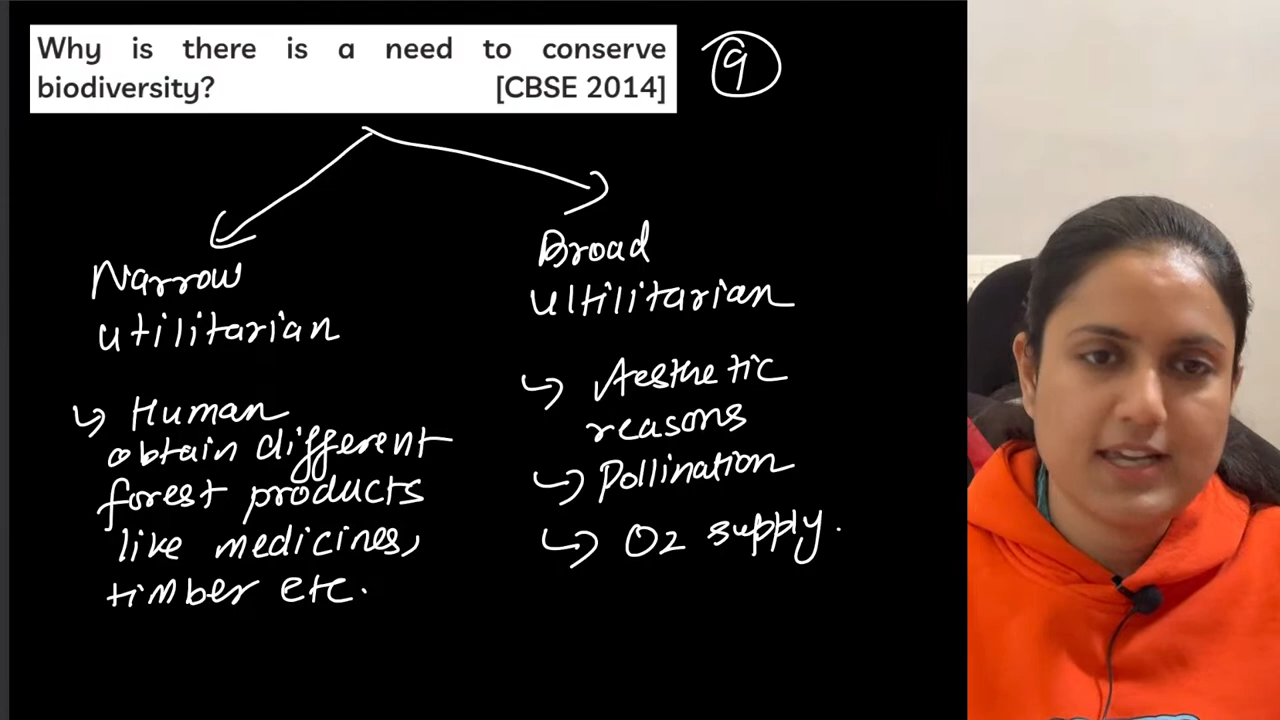 Why is there is a need to conserve
biodiversity? [CBSE 2014]
9
Narrow
utilitarian
Human
obtain different
forest products
like medicines,
timber etc.
Broad
Ultilitarian
Aesthetic
reasons
Pollination
O2 supply.